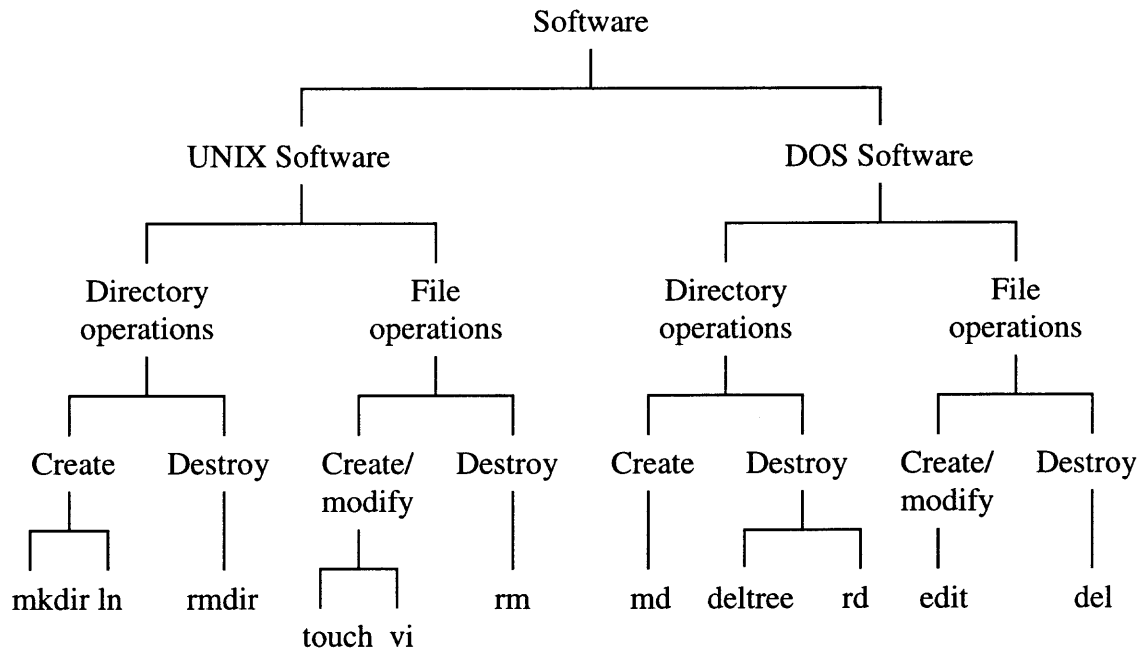 Software
UNIX Software DOS Software
Directory File Directory File
operations operations operations operations
Create Destroy Create/ Destroy Create Destroy Create/ Destroy
modify modify
mkdir ln rmdir rm md deltree rd edit del
touch vi